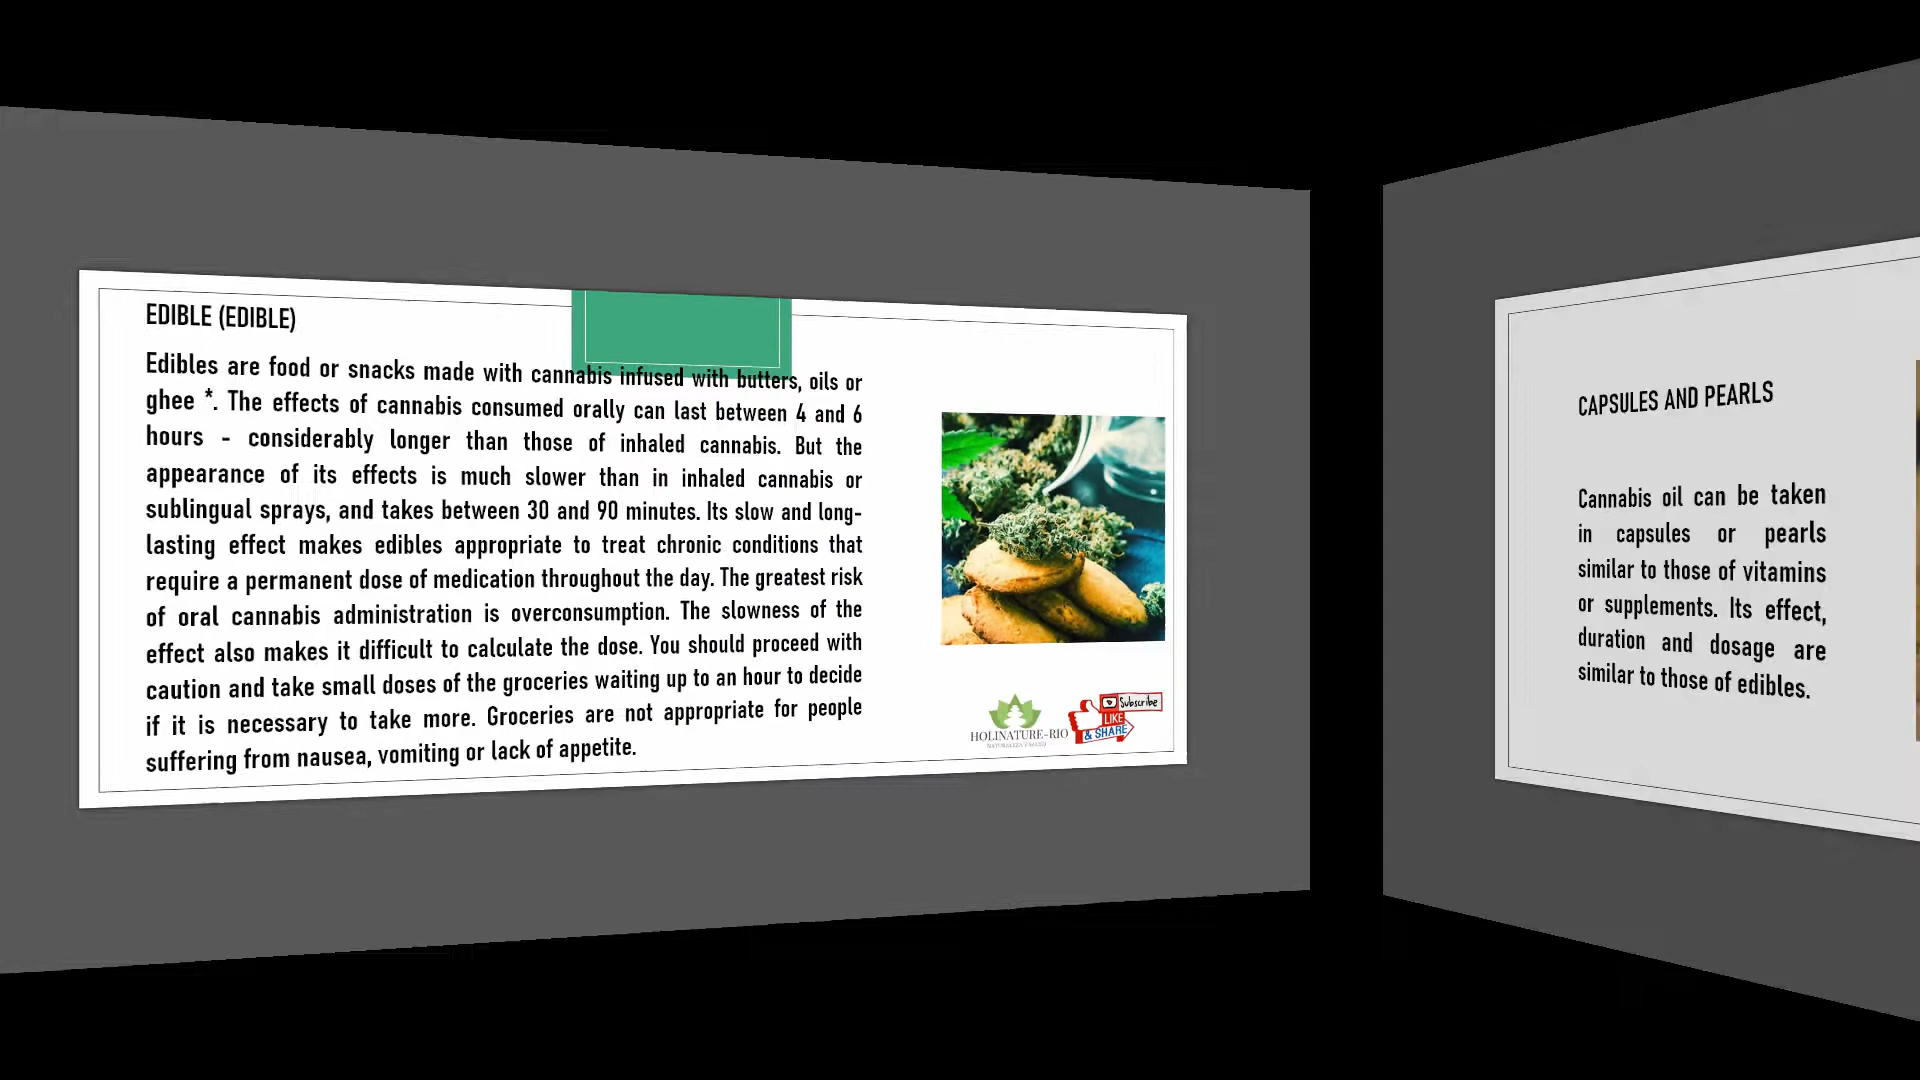 EDIBLE (EDIBLE)
Edibles are food or snacks made with cannabis infused with butters, oils or
ghee *. The effects of cannabis consumed orally can last between 4 and 6
hours - considerably longer than those of inhaled cannabis. But the
appearance of its effects is much slower than in inhaled cannabis or
sublingual sprays, and takes between 30 and 90 minutes. Its slow and long-
lasting effect makes edibles appropriate to treat chronic conditions that
require a permanent dose of medication throughout the day. The greatest risk
of oral cannabis administration is overconsumption. The slowness of the
effect also makes it difficult to calculate the dose. You should proceed with
caution and take small doses of the groceries waiting up to an hour to decide
if it is necessary to take more. Groceries are not appropriate for people
suffering from nausea, vomiting or lack of appetite.
HOLINATURE-RIO
Subscribe
LIKE
& SHARE
CAPSULES AND PEARLS
Cannabis oil can be taken
in capsules or pearls
similar to those of vitamins
or supplements. Its effect,
duration and dosage are
similar to those of edibles.